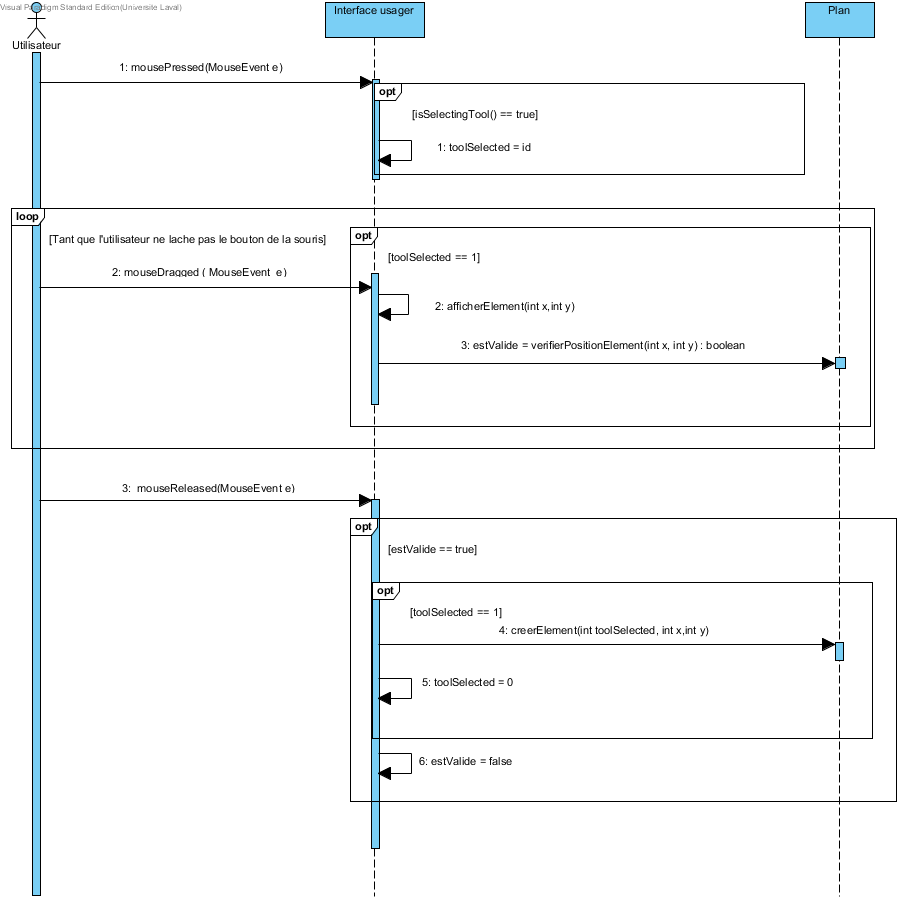 Visual Paradigm Standard Edition(Universite Laval)
Interface usager
Plan
Utilisateur
1: mousePressed(MouseEvent e)
opt
[isSelectingTool() == true]
1: toolSelected = id
loop
[Tant que l'utilisateur ne lache pas le bouton de la souris]
opt
[toolSelected == 1]
2: mouseDragged ( MouseEvent e)
2: afficherElement(int x,int y)
3: estValide = verifierPositionElement(int x, int y) : boolean
3: mouseReleased(MouseEvent e)
opt
[estValide == true]
opt
[toolSelected == 1]
4: creerElement(int toolSelected, int x,int y)
5: toolSelected = 0
6: estValide = false